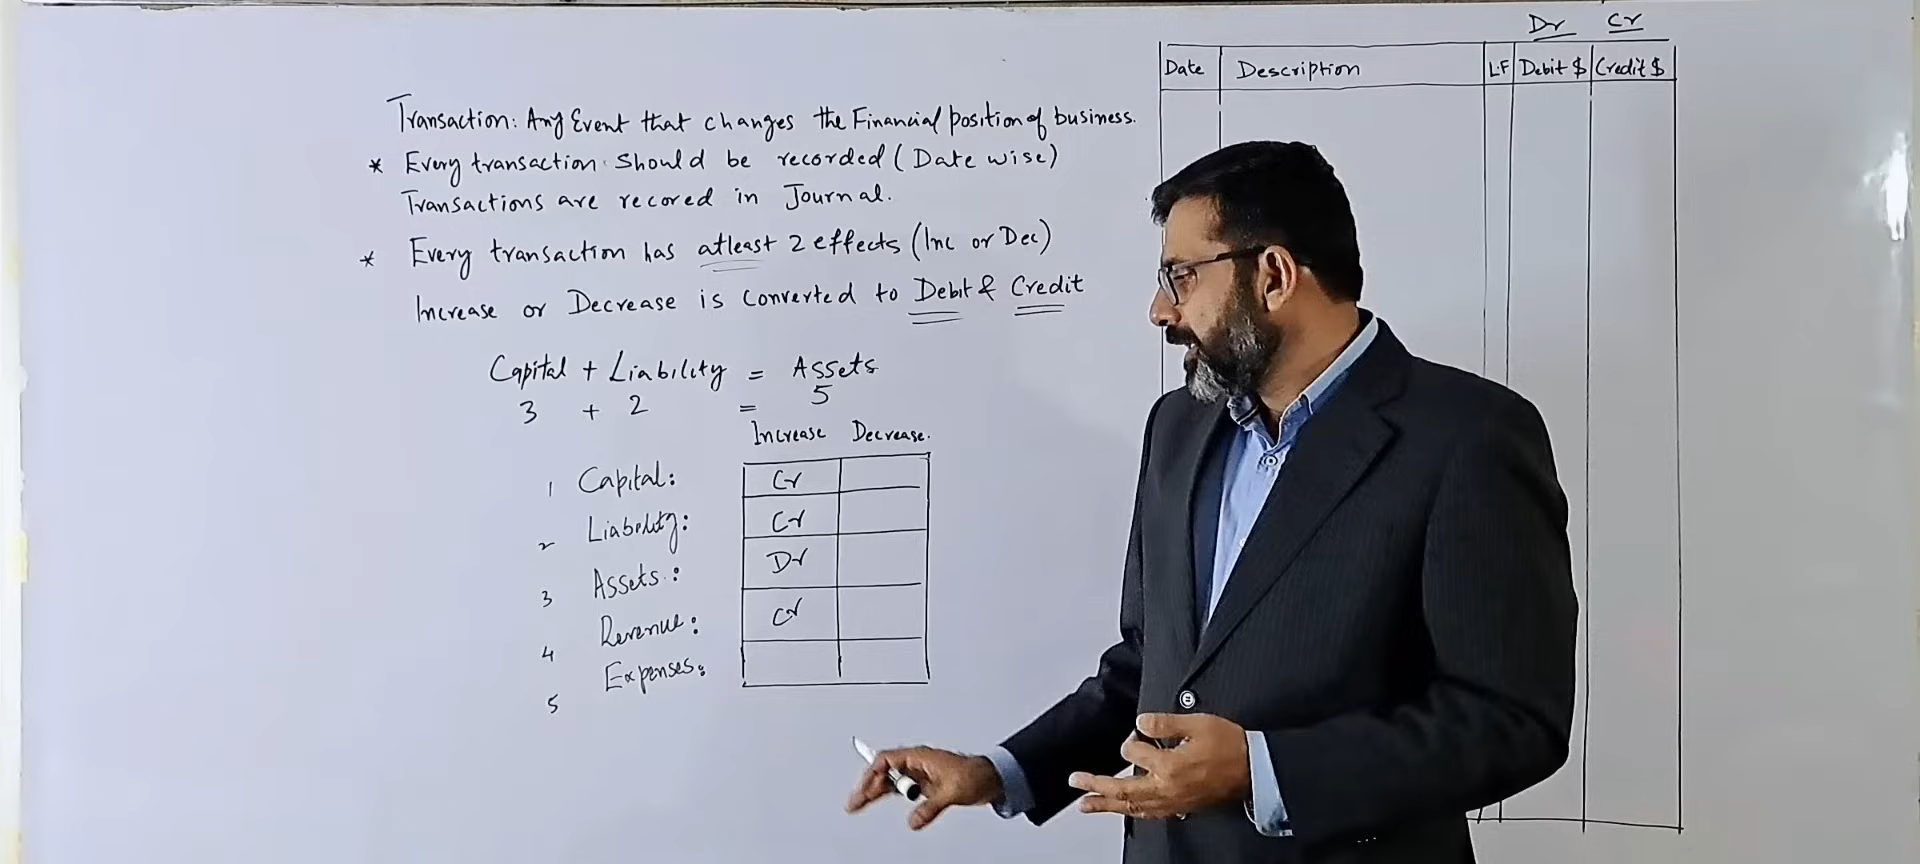 Transaction: Any Event that changes the Financial position of business.
* Every transaction should be recorded (Date wise)
Transactions are recored in Journal.
* Every transaction has atleast 2 effects (Inc or Dec)
Increase or Decrease is converted to Debit & Credit
Capital + Liability = Assets
3 + 2 = 5
Increase Decrease.
1 Capital: Cr
2 Liability: Cr
3 Assets: Dr
4 Revenue: Cr
5 Expenses:
Dr Cr
Date Description L.F Debit $ Credit $